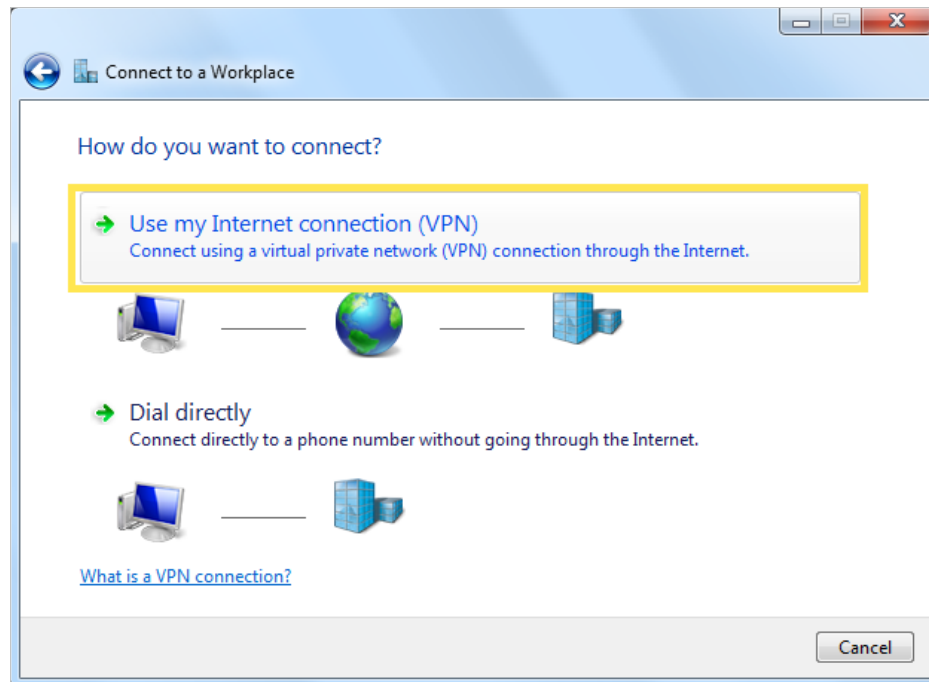 Connect to a Workplace
How do you want to connect?
Use my Internet connection (VPN)
Connect using a virtual private network (VPN) connection through the Internet.
Dial directly
Connect directly to a phone number without going through the Internet.
What is a VPN connection?
Cancel